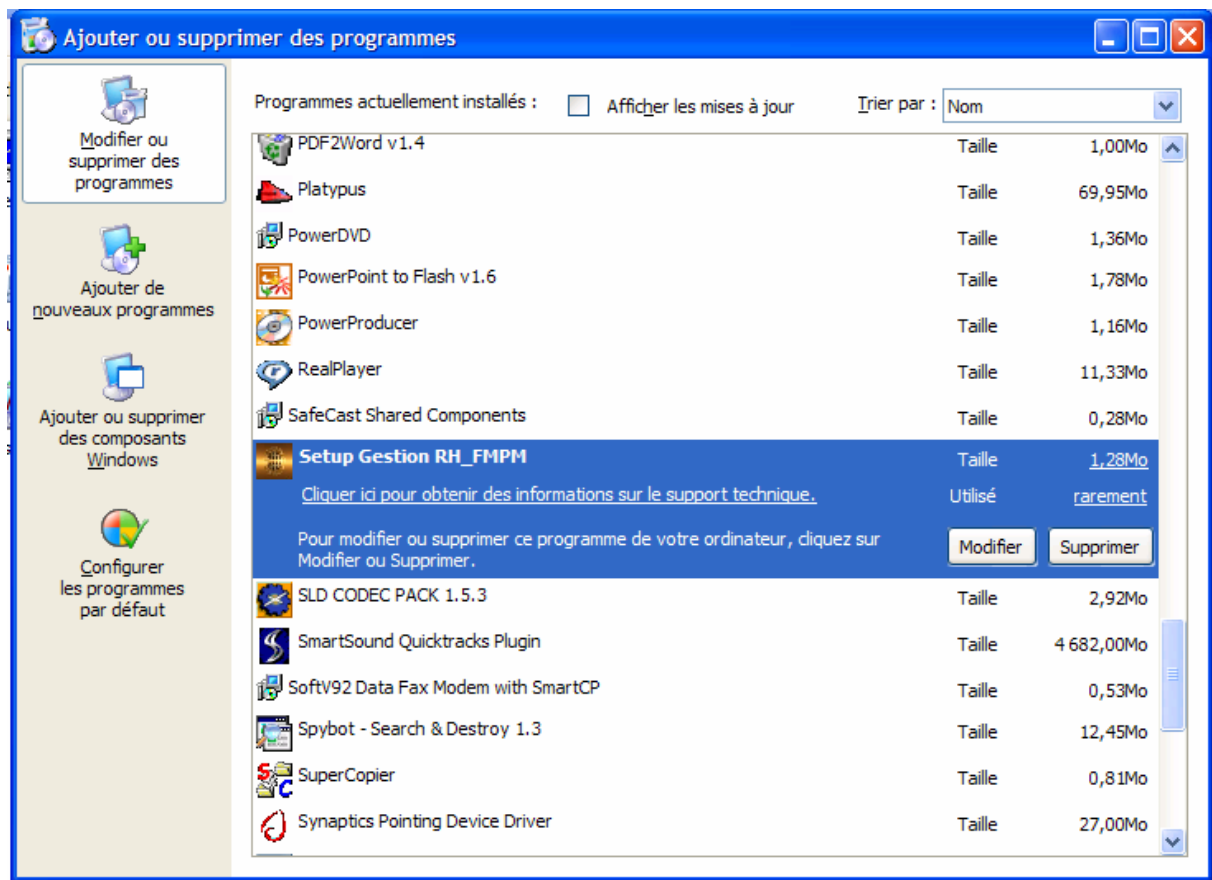 Ajouter ou supprimer des programmes
Modifier ou
supprimer des
programmes
Ajouter de
nouveaux programmes
Ajouter ou supprimer
des composants
Windows
Configurer
les programmes
par défaut
Programmes actuellement installés : Afficher les mises à jour Trier par : Nom
PDF2Word v1.4 Taille 1,00Mo
Platypus Taille 69,95Mo
PowerDVD Taille 1,36Mo
PowerPoint to Flash v1.6 Taille 1,78Mo
PowerProducer Taille 1,16Mo
RealPlayer Taille 11,33Mo
SafeCast Shared Components Taille 0,28Mo
Setup Gestion RH_FMPM Taille 1,28Mo
Cliquer ici pour obtenir des informations sur le support technique. Utilisé rarement
Pour modifier ou supprimer ce programme de votre ordinateur, cliquez sur
Modifier ou Supprimer.
Modifier Supprimer
SLD CODEC PACK 1.5.3 Taille 2,92Mo
SmartSound Quicktracks Plugin Taille 4 682,00Mo
SoftV92 Data Fax Modem with SmartCP Taille 0,53Mo
Spybot - Search & Destroy 1.3 Taille 12,45Mo
SuperCopier Taille 0,81Mo
Synaptics Pointing Device Driver Taille 27,00Mo